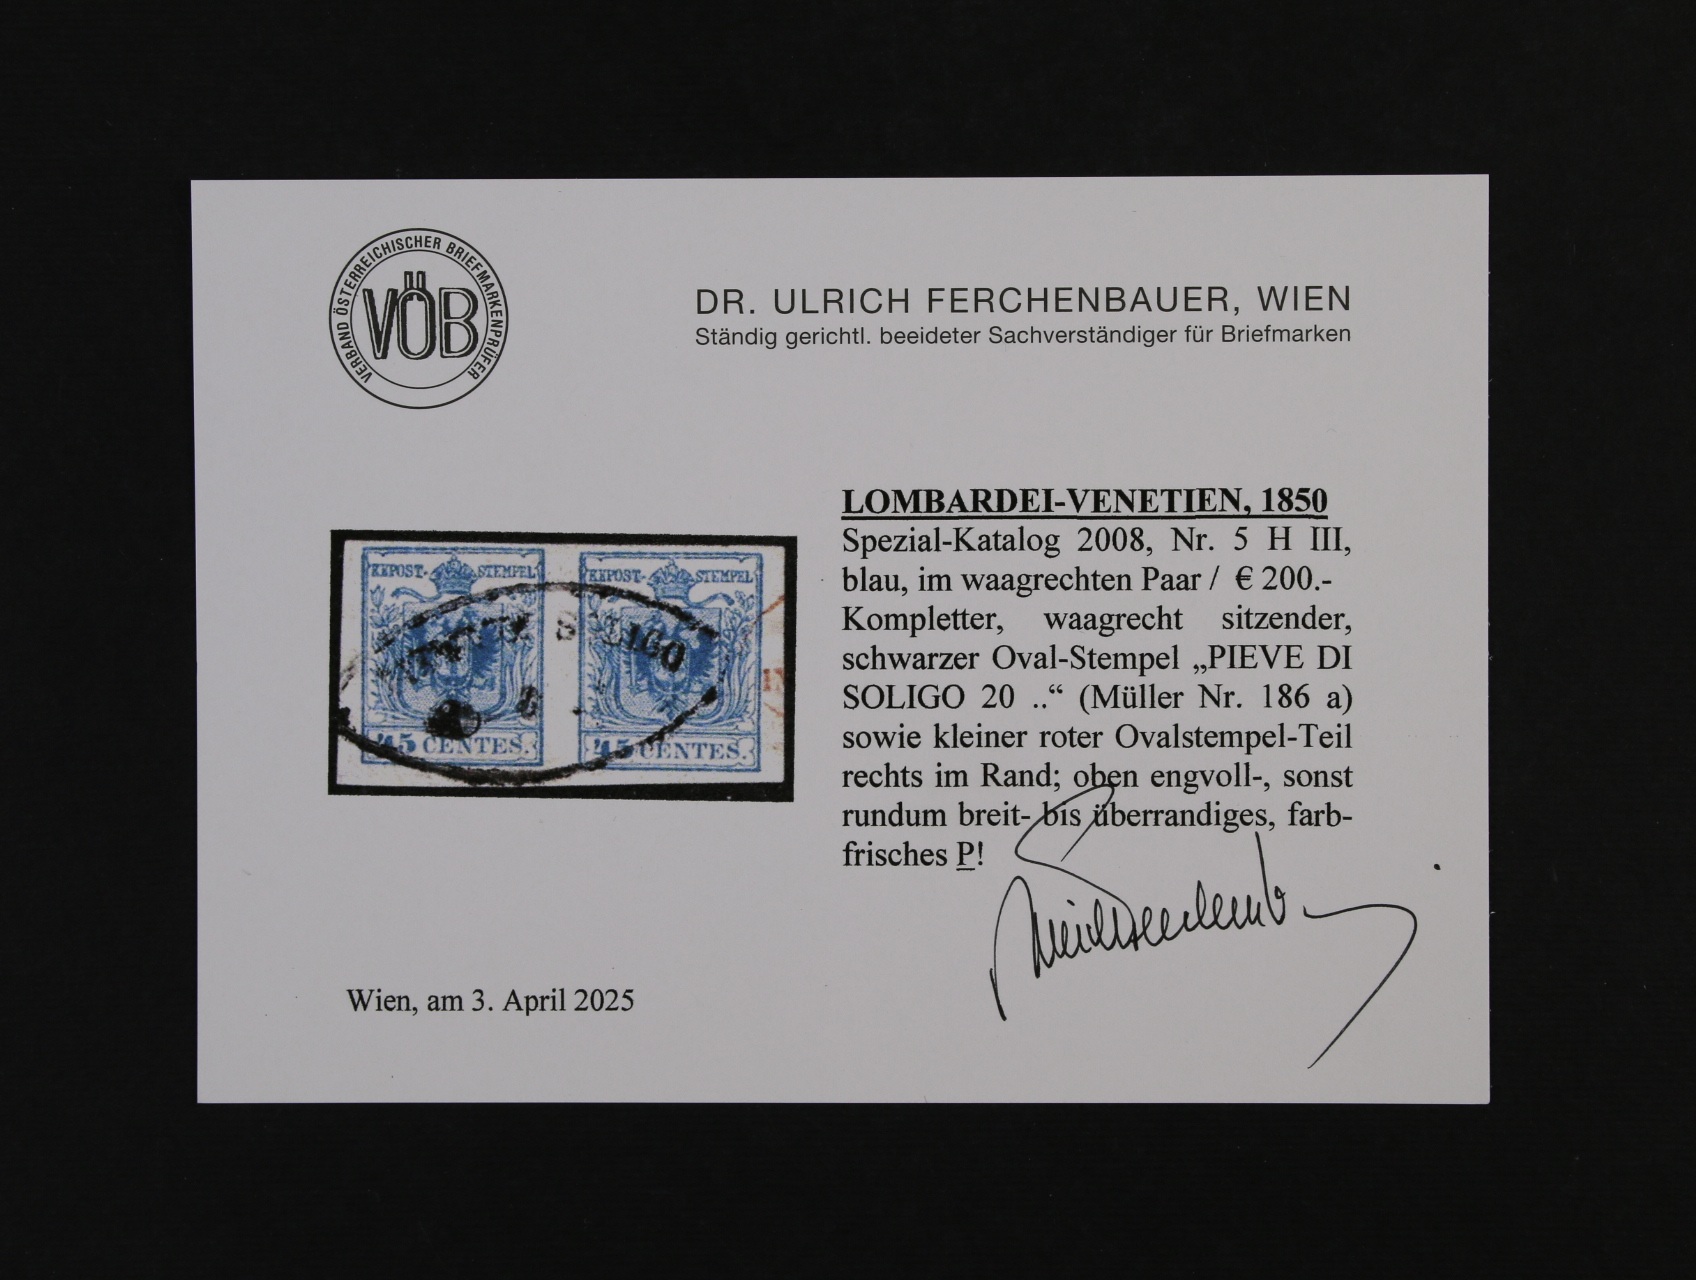 VERBAND ÖSTERREICHISCHER BRIEFMARKENPRÜFER
VÖB
DR. ULRICH FERCHENBAUER, WIEN
Ständig gerichtl. beeideter Sachverständiger für Briefmarken
KKPOST- STEMPEL
KKPOST- STEMPEL
SOLIGO
45 CENTES.
45 CENTES.
LOMBARDEI-VENETIEN, 1850
Spezial-Katalog 2008, Nr. 5 H III,
blau, im waagrechten Paar / € 200.-
Kompletter, waagrecht sitzender,
schwarzer Oval-Stempel „PIEVE DI
SOLIGO 20 ..“ (Müller Nr. 186 a)
sowie kleiner roter Ovalstempel-Teil
rechts im Rand; oben engvoll-, sonst
rundum breit- bis überrandiges, farb-
frisches P!
Wien, am 3. April 2025